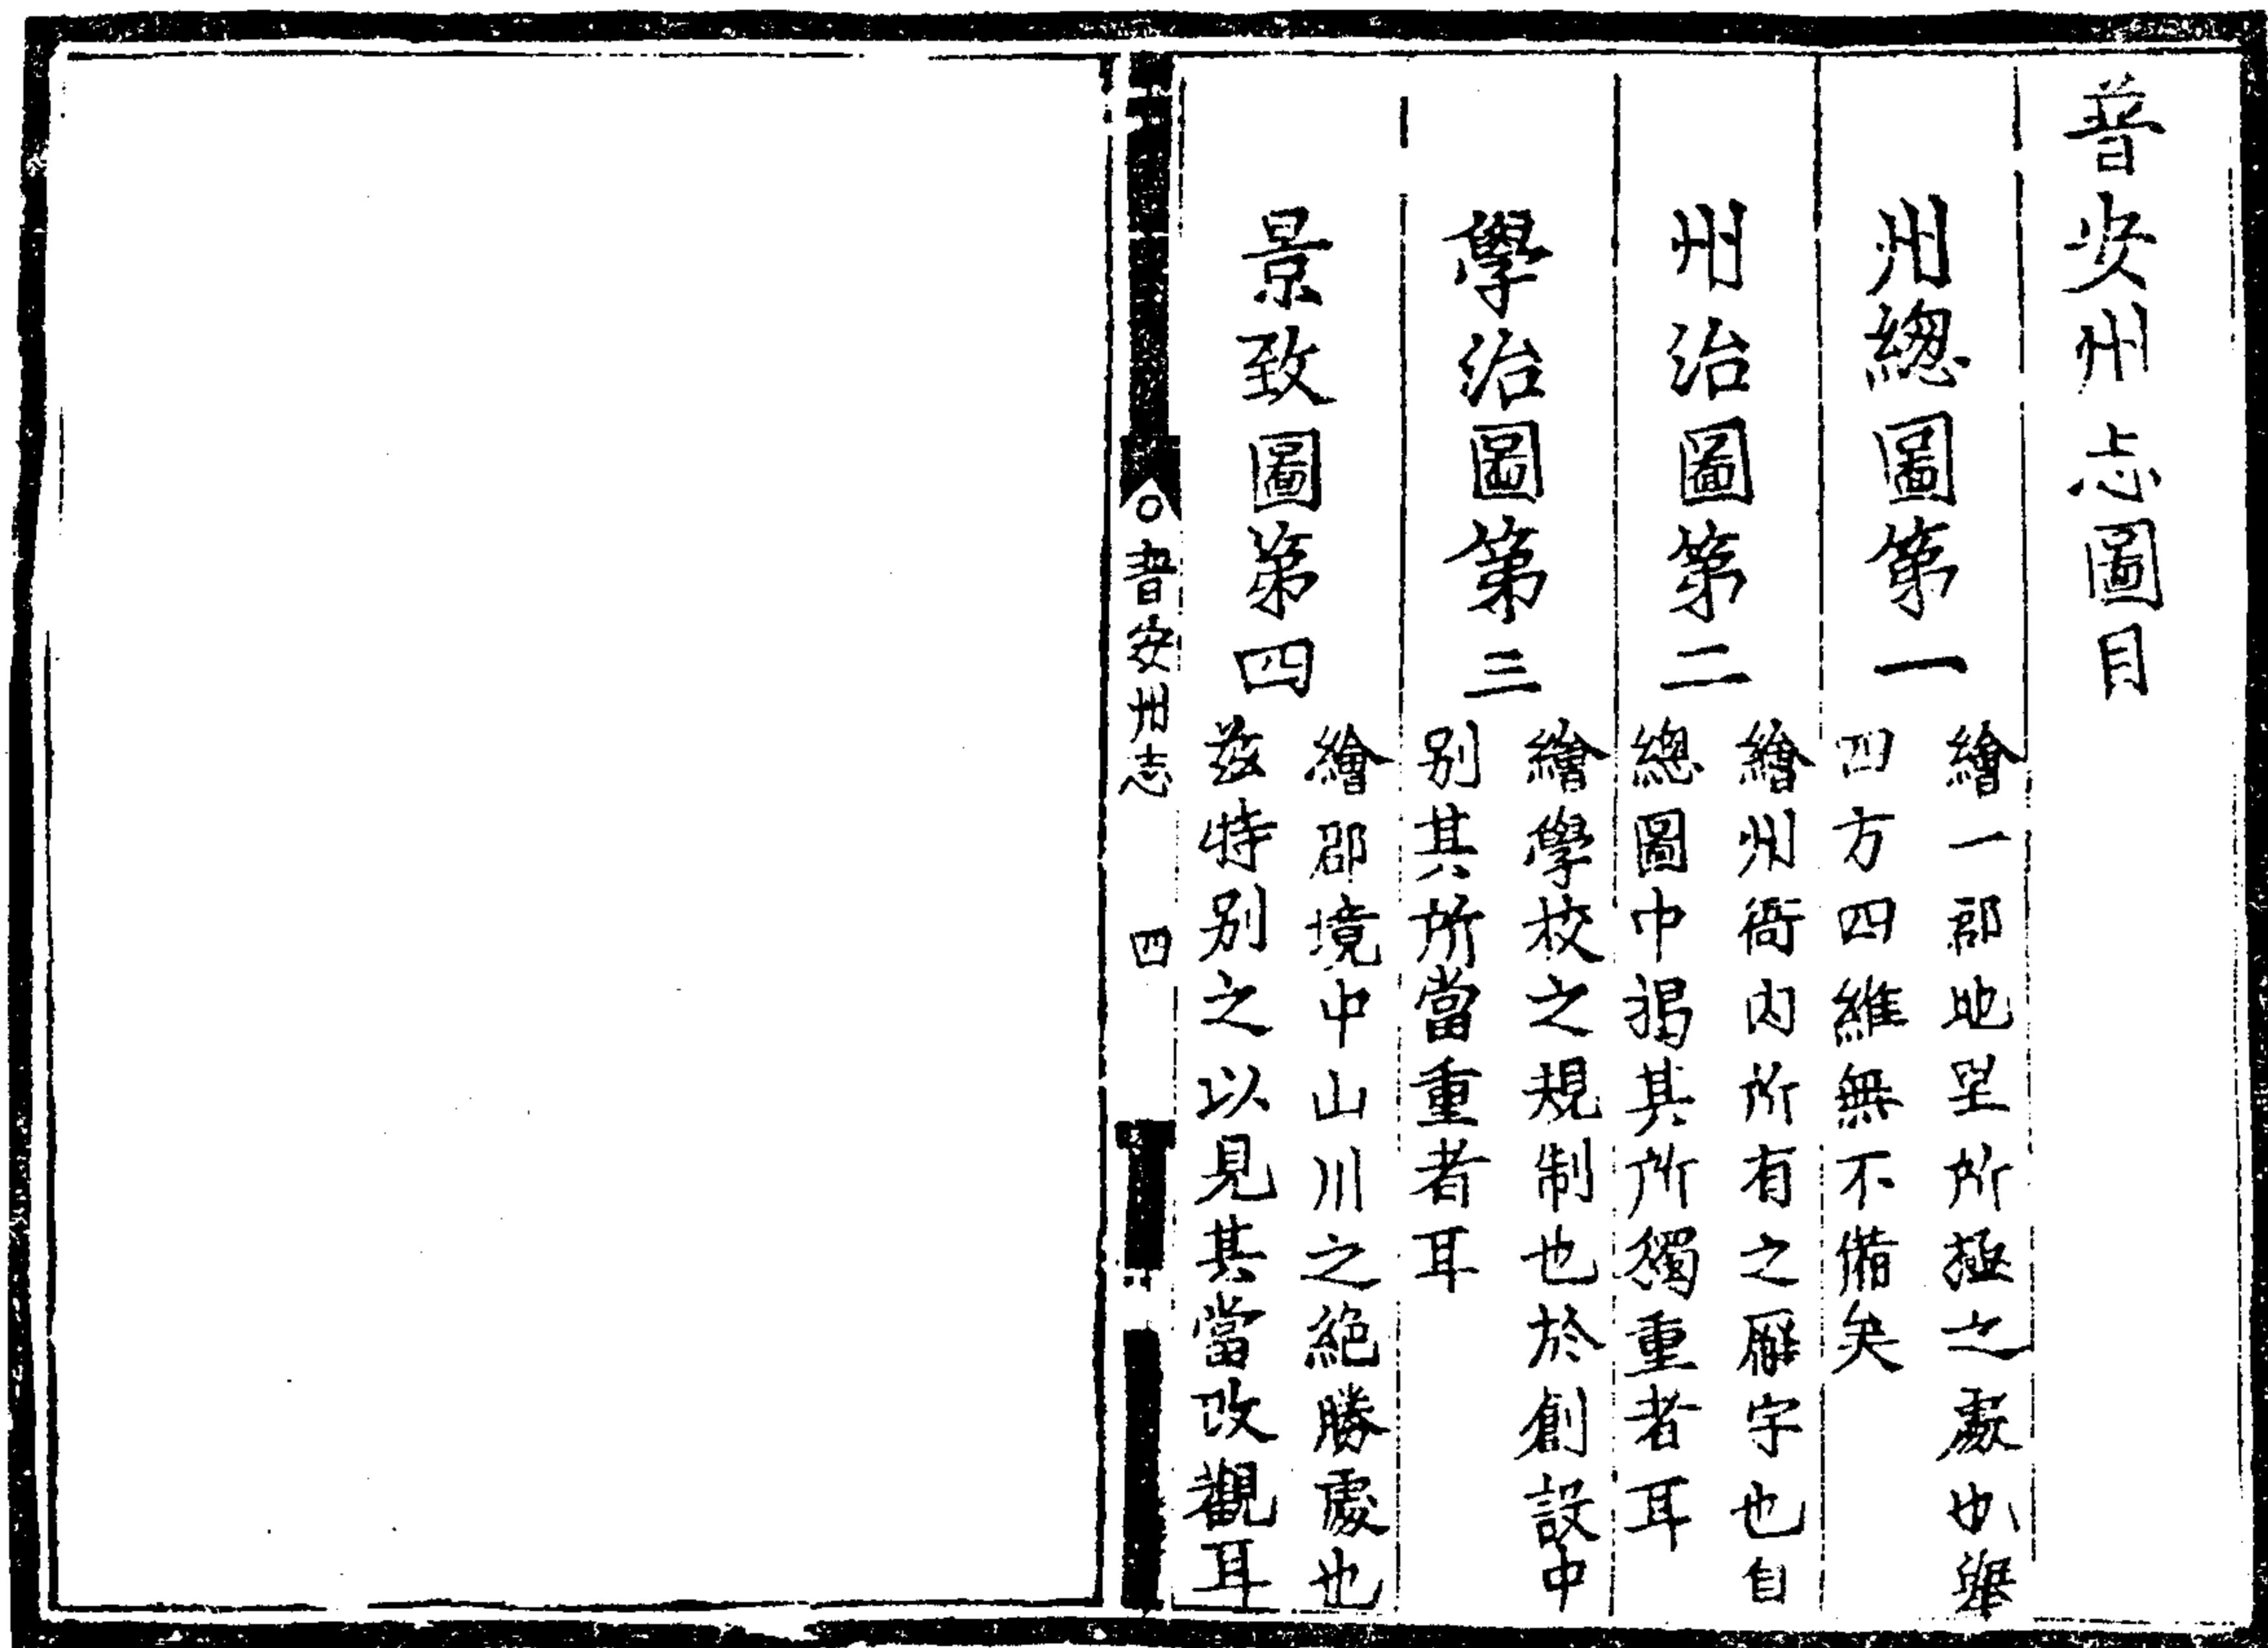 普安州志圖目
州總圖第一
繪一郡地里所極之處也舉
四方四維無不備矣
州治圖第二
繪州衙內所有之廨宇也自
總圖中揭其所獨重者耳
學治圖第三
繪學校之規制也於創設中
别其所當重者耳
景致圖第四
繪郡境中山川之絕勝處也
兹特别之以見其當改觀耳
普安州志 四